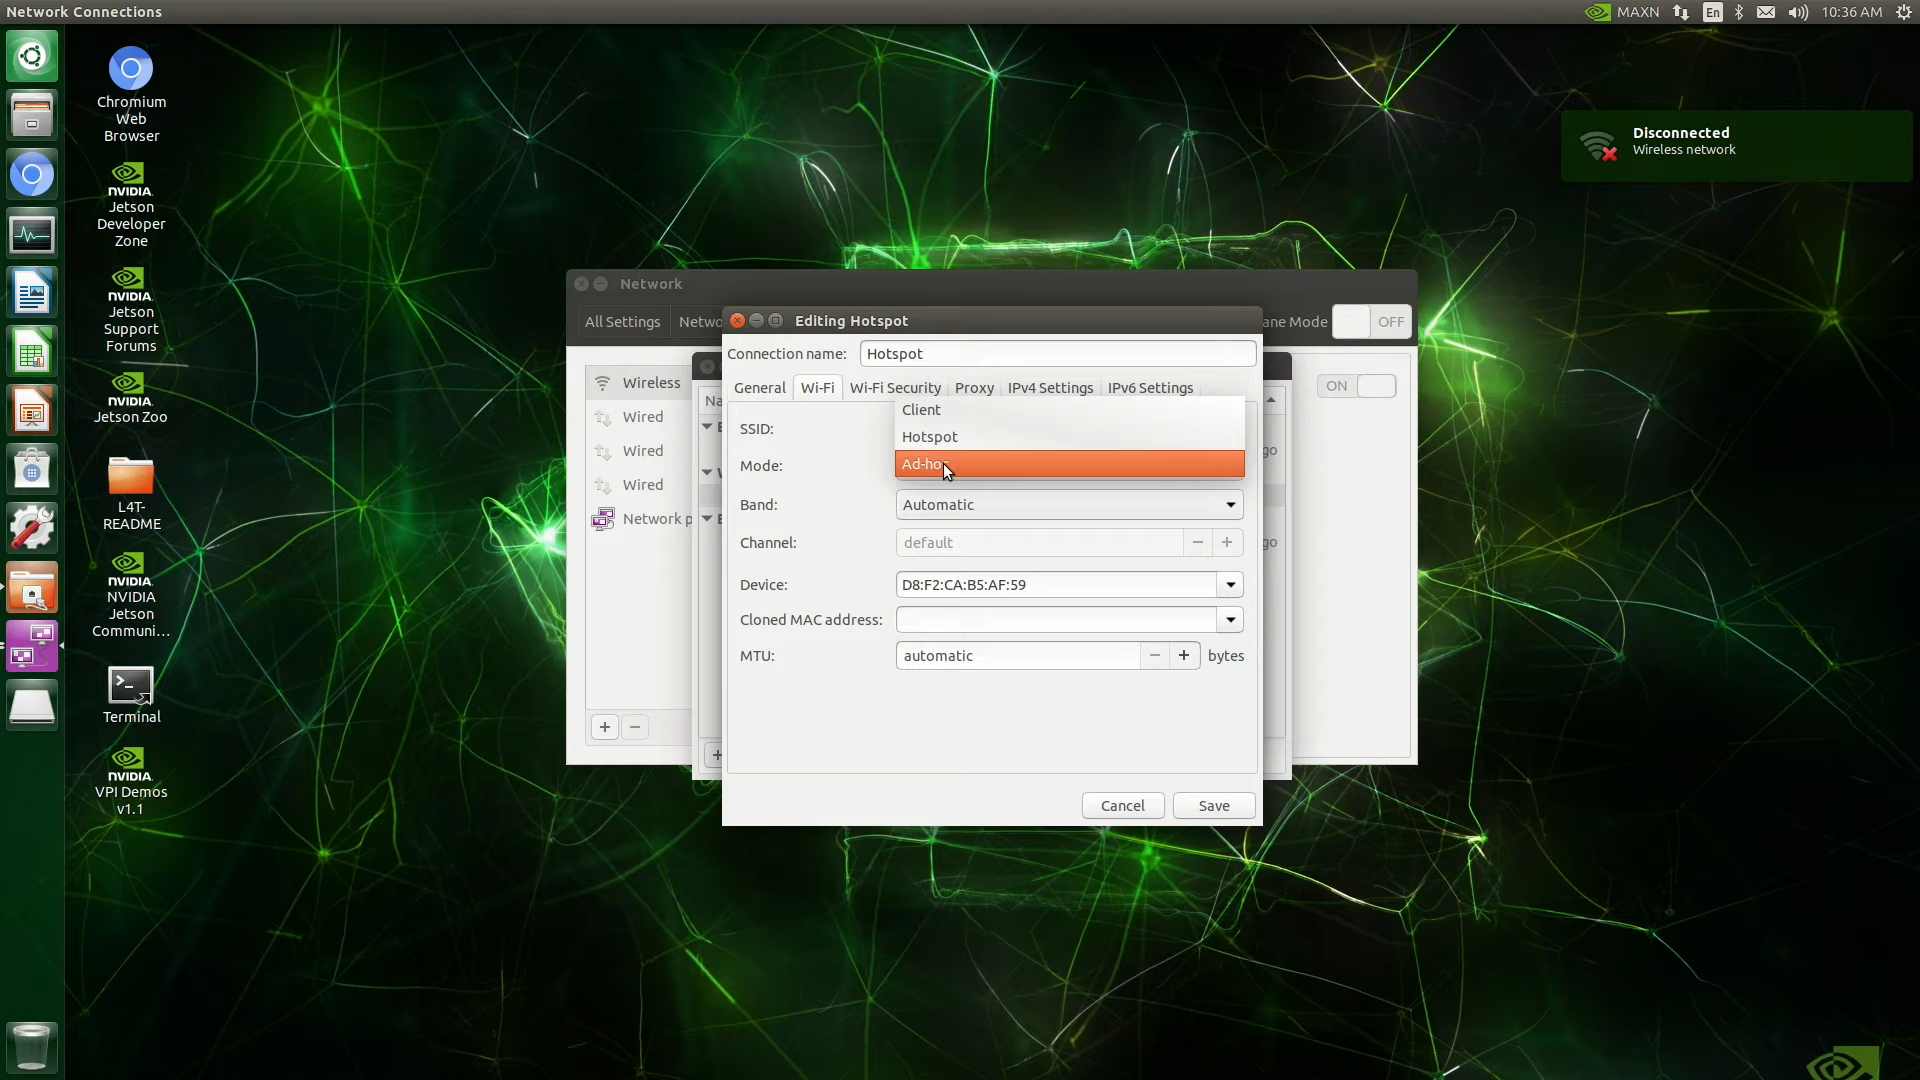 Network Connections
MAXN
En
10:36 AM
Chromium
Web
Browser
NVIDIA.
Jetson
Developer
Zone
NVIDIA.
Jetson
Support
Forums
NVIDIA.
Jetson Zoo
L4T-
README
NVIDIA.
NVIDIA
Jetson
Communi...
Terminal
NVIDIA.
VPI Demos
v1.1
Disconnected
Wireless network
Network
All Settings
Netwo
ane Mode
OFF
Wireless
Wired
Wired
Wired
Network p
ON
Na
go
go
Editing Hotspot
Connection name:
Hotspot
General
Wi-Fi
Wi-Fi Security
Proxy
IPv4 Settings
IPv6 Settings
SSID:
Client
Hotspot
Mode:
Ad-hoc
Band:
Automatic
Channel:
default
Device:
D8:F2:CA:B5:AF:59
Cloned MAC address:
MTU:
automatic
bytes
Cancel
Save